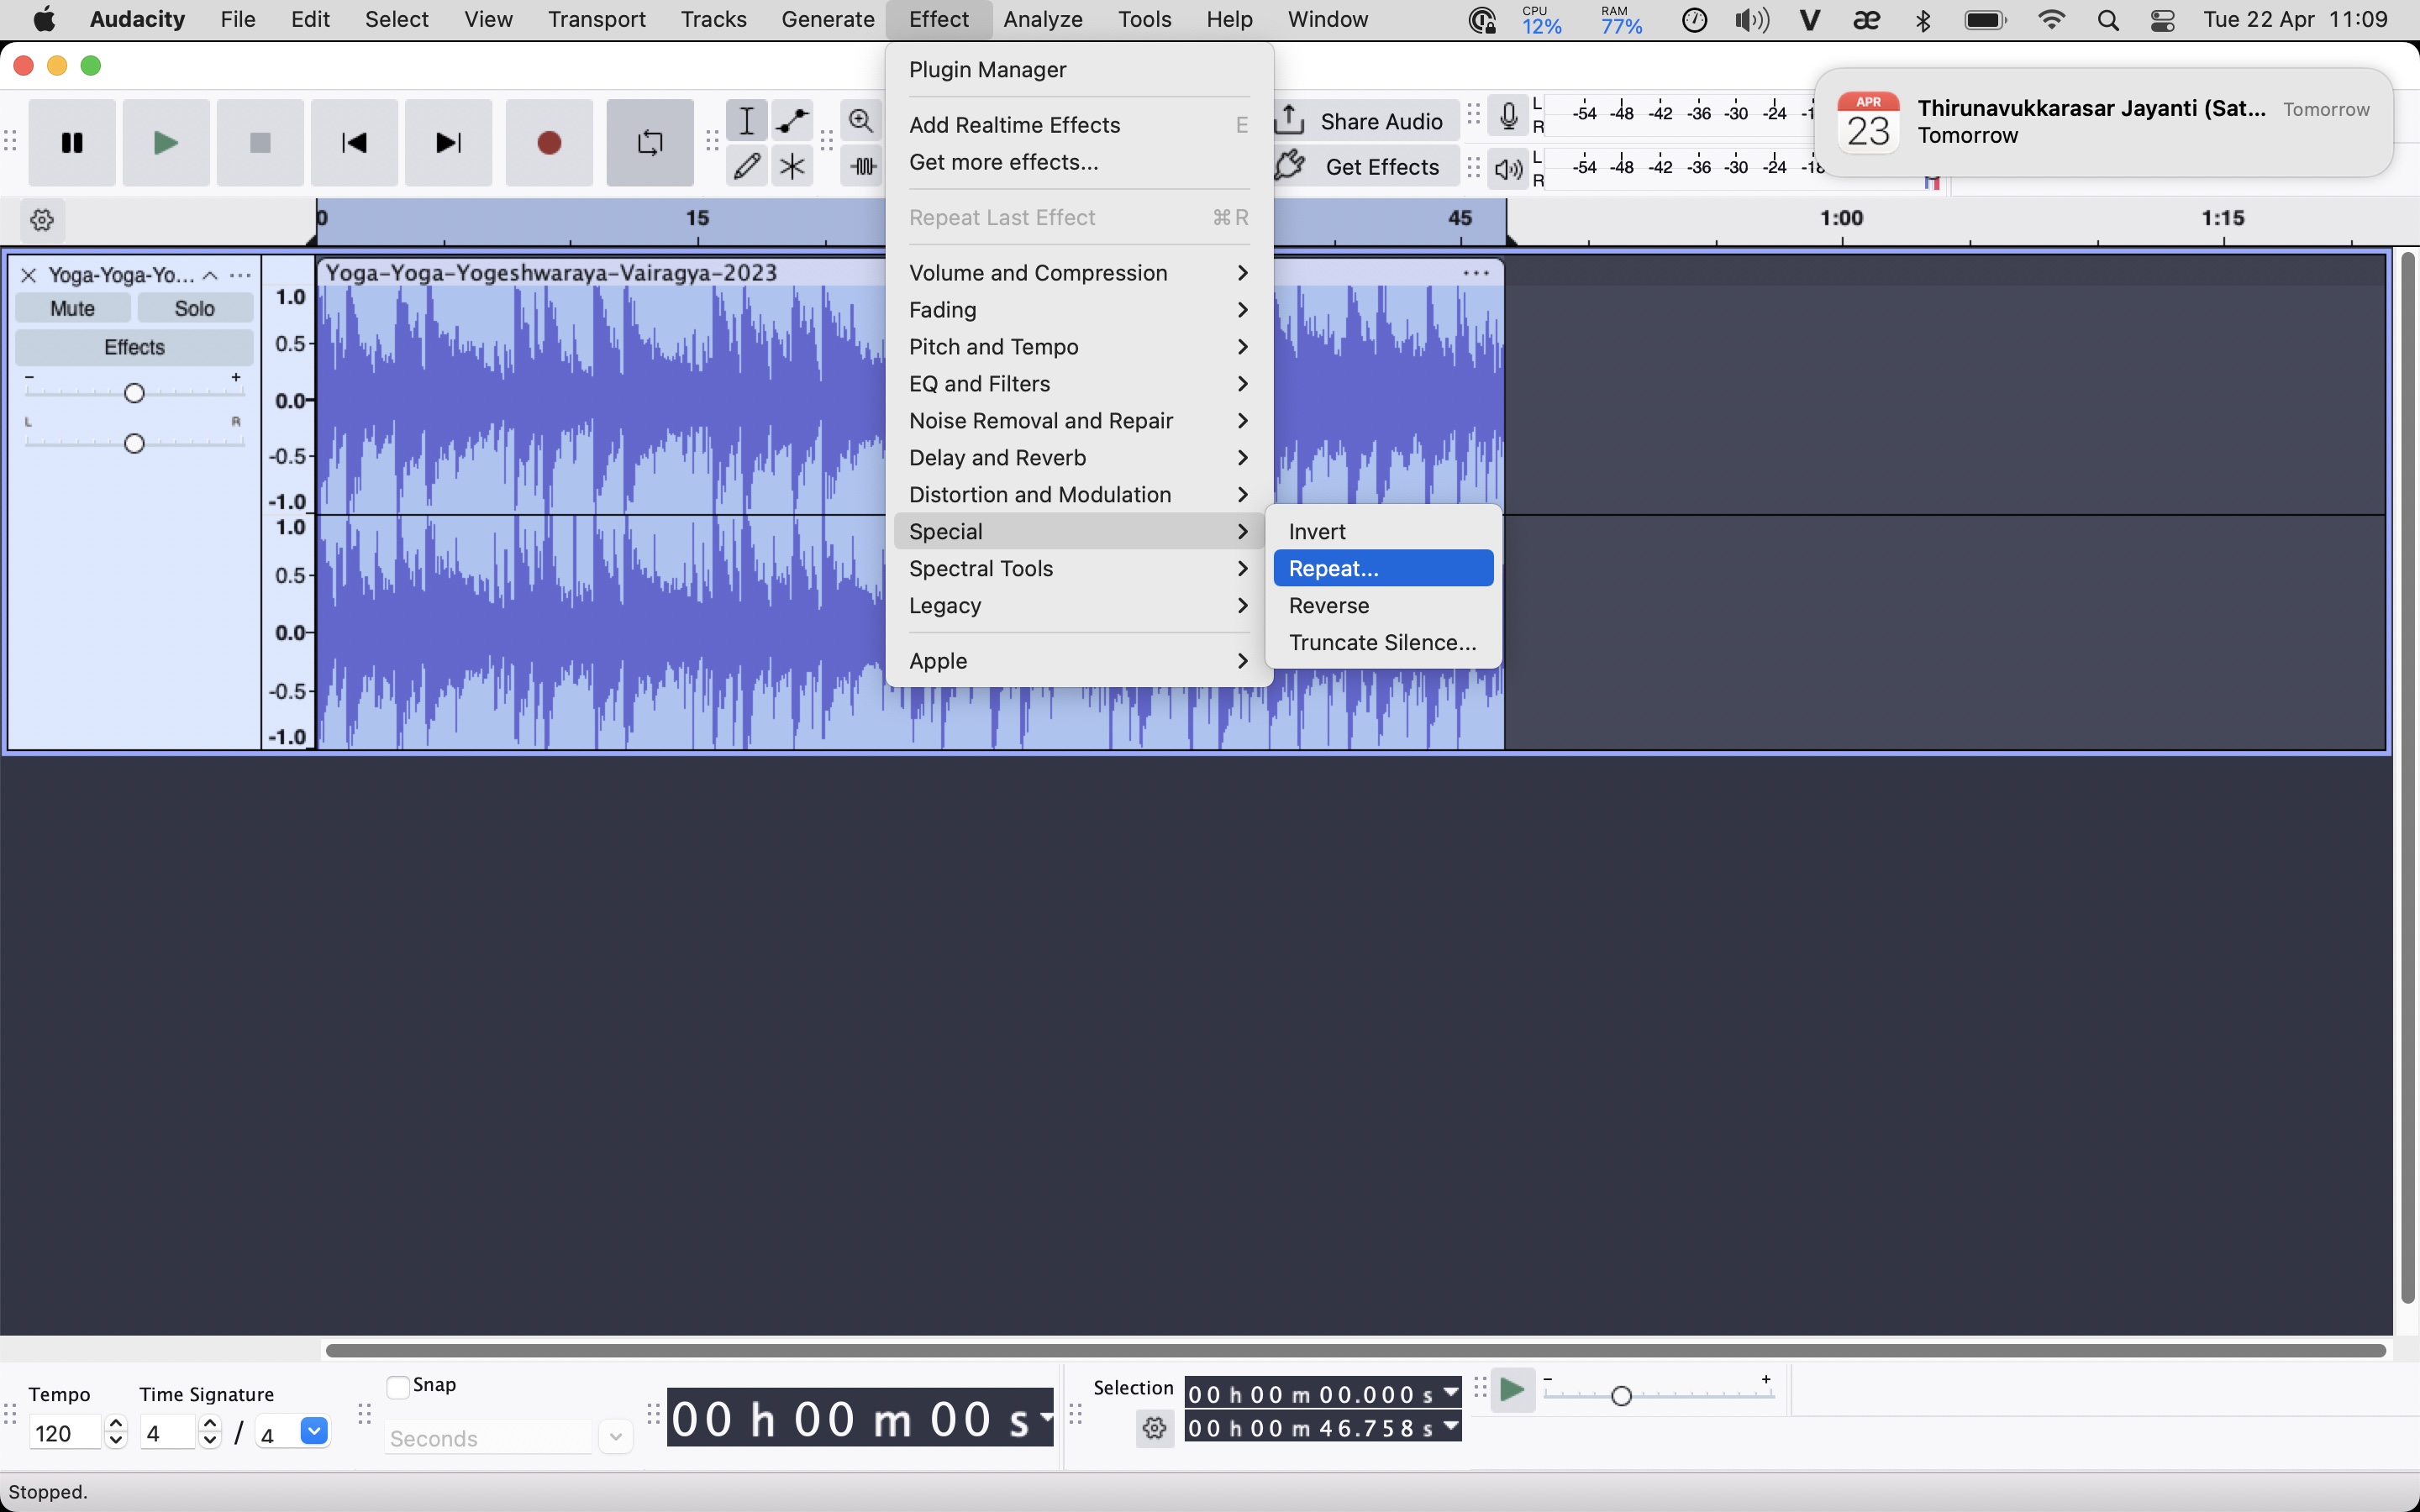 Audacity File Edit Select View Transport Tracks Generate Effect Analyze Tools Help Window CPU 12% RAM 77% V æ Tue 22 Apr 11:09
Plugin Manager
Add Realtime Effects E
Get more effects...
Repeat Last Effect ⌘R
Volume and Compression
Fading
Pitch and Tempo
EQ and Filters
Noise Removal and Repair
Delay and Reverb
Distortion and Modulation
Special
Spectral Tools
Legacy
Apple
Invert
Repeat...
Reverse
Truncate Silence...
Share Audio
Get Effects
L
R
-54 -48 -42 -36 -30 -24
L
R
-54 -48 -42 -36 -30 -24 -18
APR
23
Thirunavukkarasar Jayanti (Sat... Tomorrow
Tomorrow
0 15 45 1:00 1:15
Yoga-Yoga-Yo...
Mute Solo
Effects
- +
L R
1.0
0.5
0.0
-0.5
-1.0
1.0
0.5
0.0
-0.5
-1.0
Yoga-Yoga-Yogeshwaraya-Vairagya-2023
Tempo
120
Time Signature
4 / 4
Snap
Seconds
00 h 00 m 00 s
Selection
00 h 00 m 00.000 s
00 h 00 m 46.758 s
- +
Stopped.